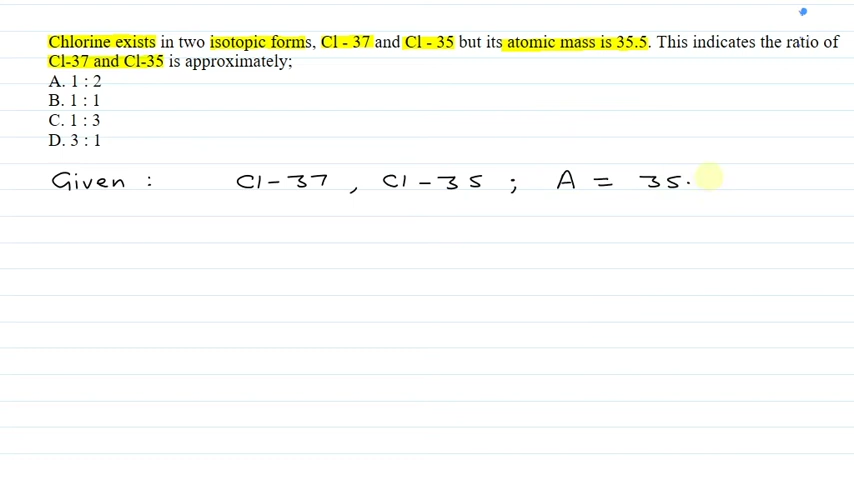 Chlorine exists in two isotopic forms, Cl - 37 and Cl - 35 but its atomic mass is 35.5. This indicates the ratio of
Cl-37 and Cl-35 is approximately;
A. 1 : 2
B. 1 : 1
C. 1 : 3
D. 3 : 1
Given : Cl-37 , Cl-35 ; A = 35.